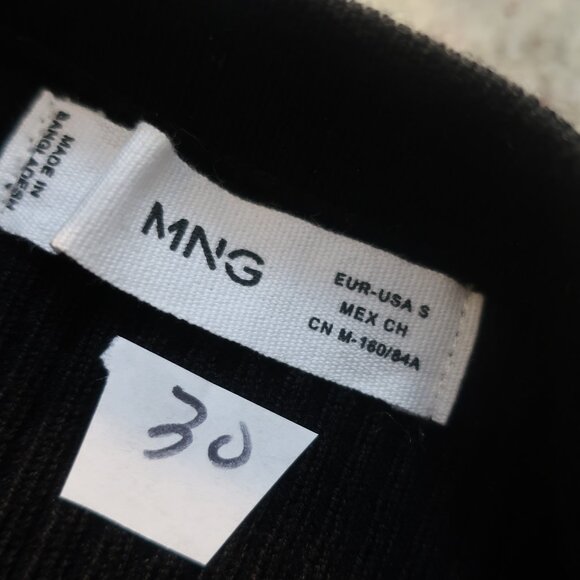 MADE IN
BANGLADESH
MNG
EUR-USA S
MEX CH
CN M-160/84A
30